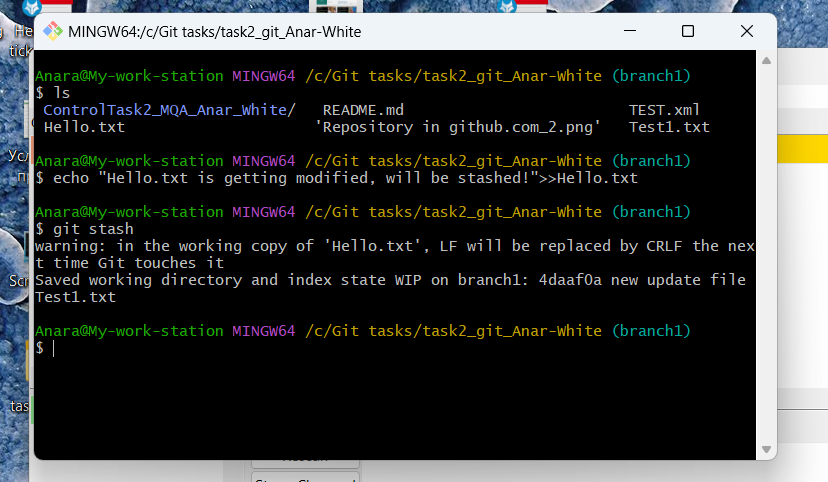 MINGW64:/c/Git tasks/task2_git_Anar-White
Anara@My-work-station MINGW64 /c/Git tasks/task2_git_Anar-White (branch1)
$ ls
ControlTask2_MQA_Anar_White/ README.md TEST.xml
Hello.txt 'Repository in github.com_2.png' Test1.txt
Anara@My-work-station MINGW64 /c/Git tasks/task2_git_Anar-White (branch1)
$ echo "Hello.txt is getting modified, will be stashed!">>Hello.txt
Anara@My-work-station MINGW64 /c/Git tasks/task2_git_Anar-White (branch1)
$ git stash
warning: in the working copy of 'Hello.txt', LF will be replaced by CRLF the nex
t time Git touches it
Saved working directory and index state WIP on branch1: 4daaf0a new update file
Test1.txt
Anara@My-work-station MINGW64 /c/Git tasks/task2_git_Anar-White (branch1)
$